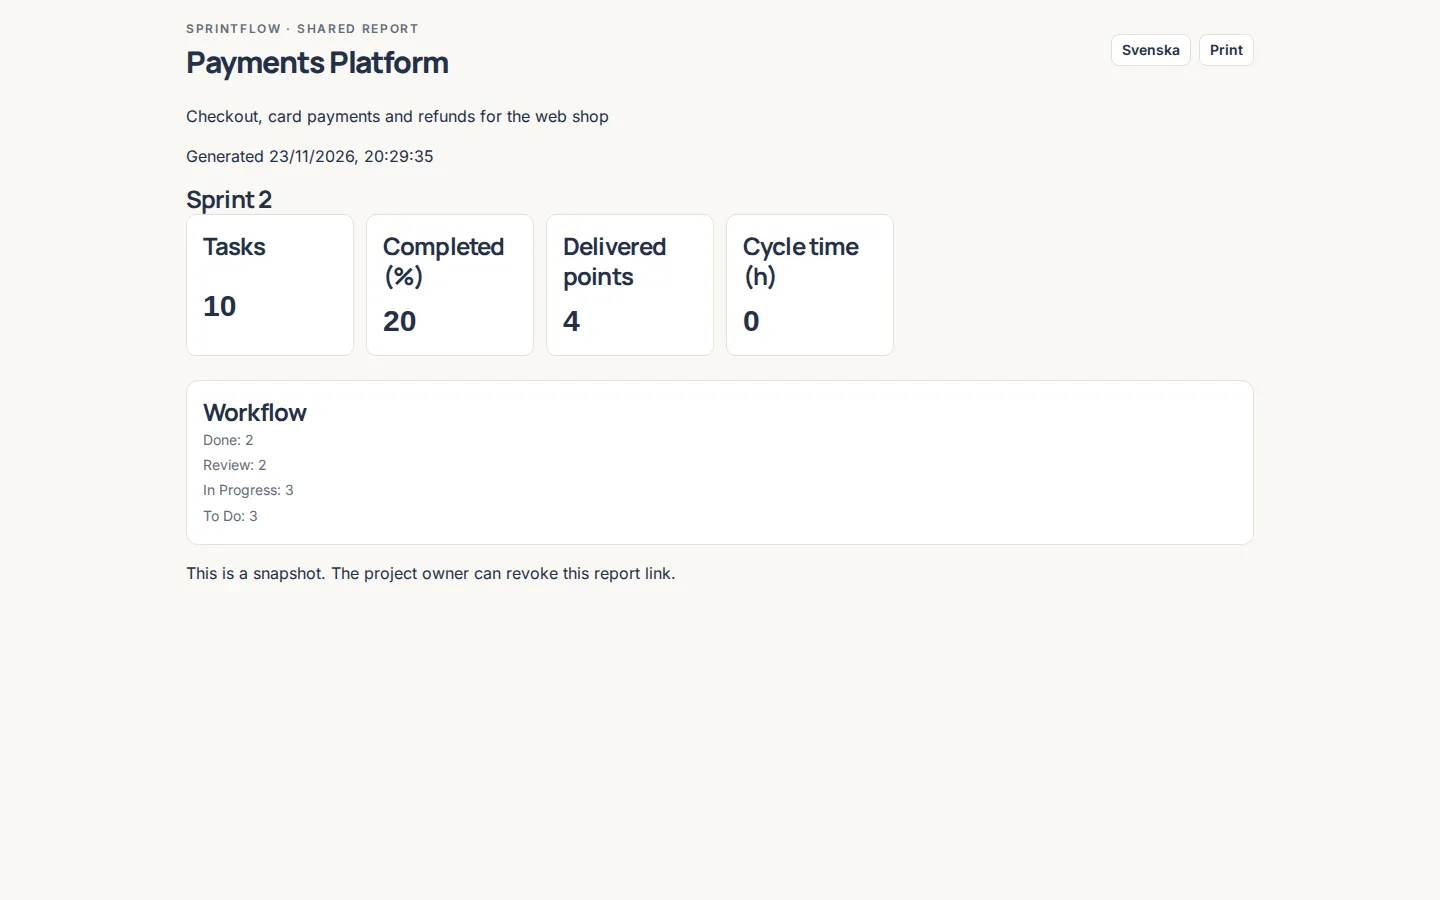 SPRINTFLOW · SHARED REPORT
Payments Platform
Svenska
Print
Checkout, card payments and refunds for the web shop
Generated 23/11/2026, 20:29:35
Sprint 2
Tasks
10
Completed
(%)
20
Delivered
points
4
Cycle time
(h)
0
Workflow
Done: 2
Review: 2
In Progress: 3
To Do: 3
This is a snapshot. The project owner can revoke this report link.